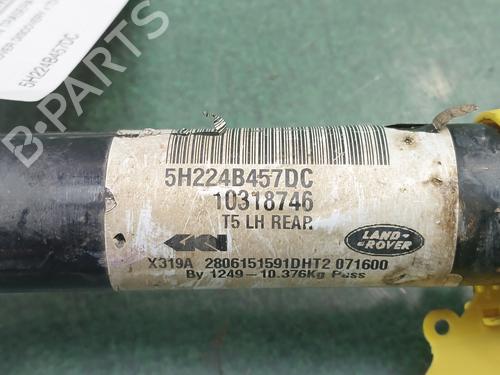 5H224B457DC
5H224B457DC
10318746
T5 LH REAR
GKN
LAND
ROVER
X319A 2806151591DHT2 071600
By 1249 - 10.376Kg Pass
B-PARTS